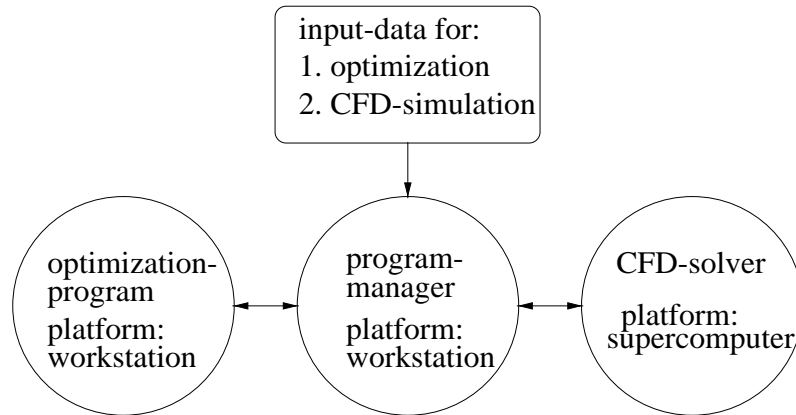 input-data for:
1. optimization
2. CFD-simulation
optimization-
program
platform:
workstation
program-
manager
platform:
workstation
CFD-solver
platform:
supercomputer